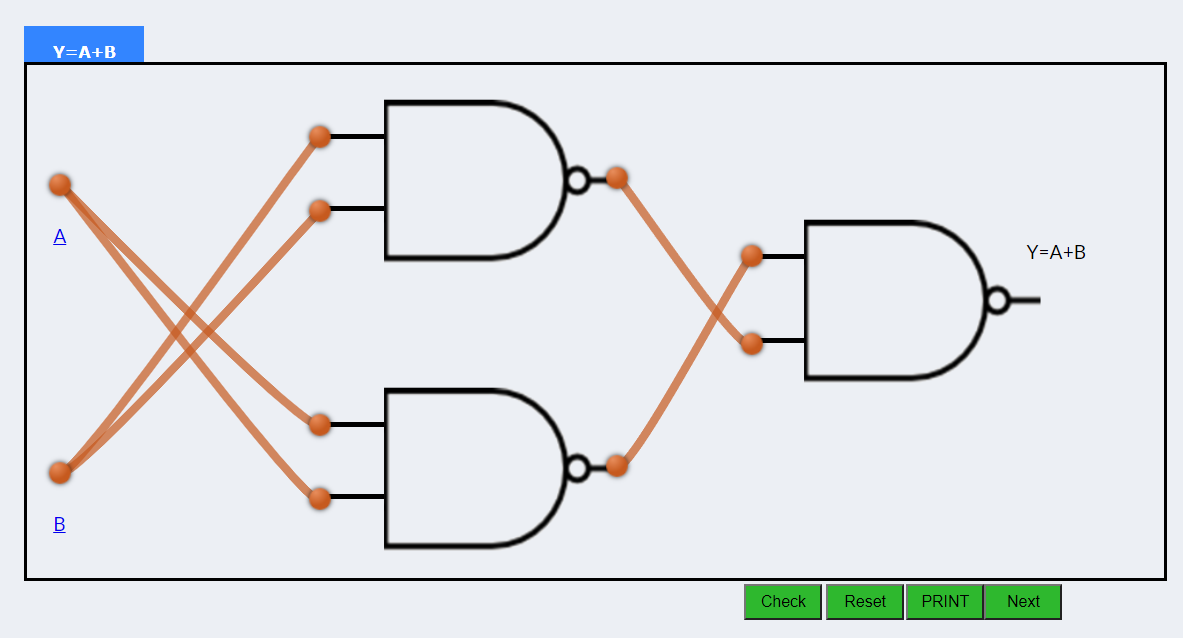 Y=A+B
A
Y=A+B
B
Check
Reset
PRINT
Next